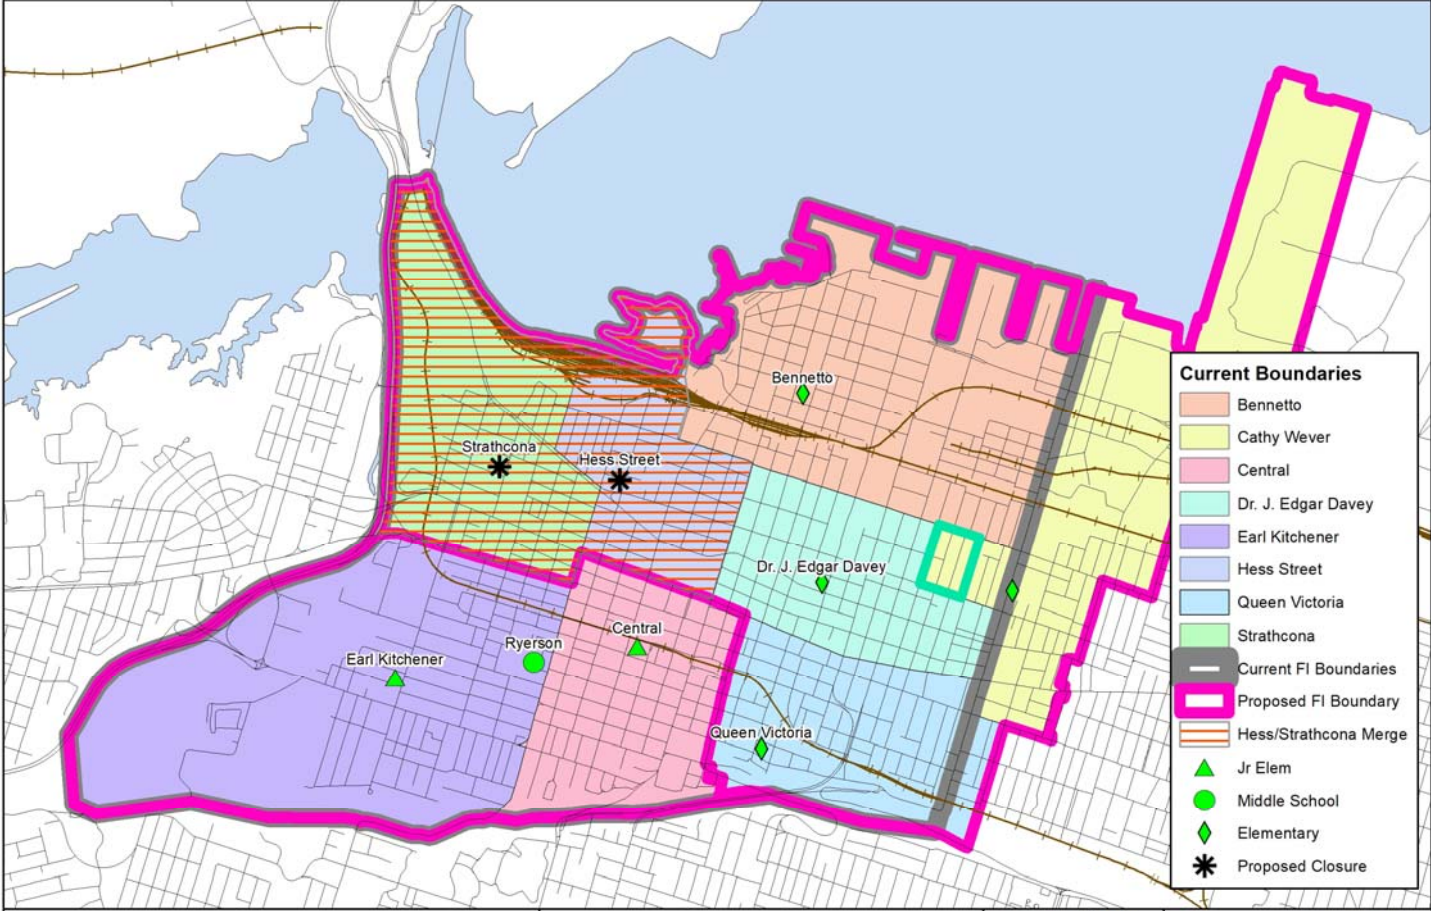 Bennetto
Strathcona
Hess Street
Dr. J. Edgar Davey
Central
Ryerson
Earl Kitchener
Queen Victoria
Current Boundaries
Bennetto
Cathy Wever
Central
Dr. J. Edgar Davey
Earl Kitchener
Hess Street
Queen Victoria
Strathcona
Current FI Boundaries
Proposed FI Boundary
Hess/Strathcona Merge
Jr Elem
Middle School
Elementary
Proposed Closure